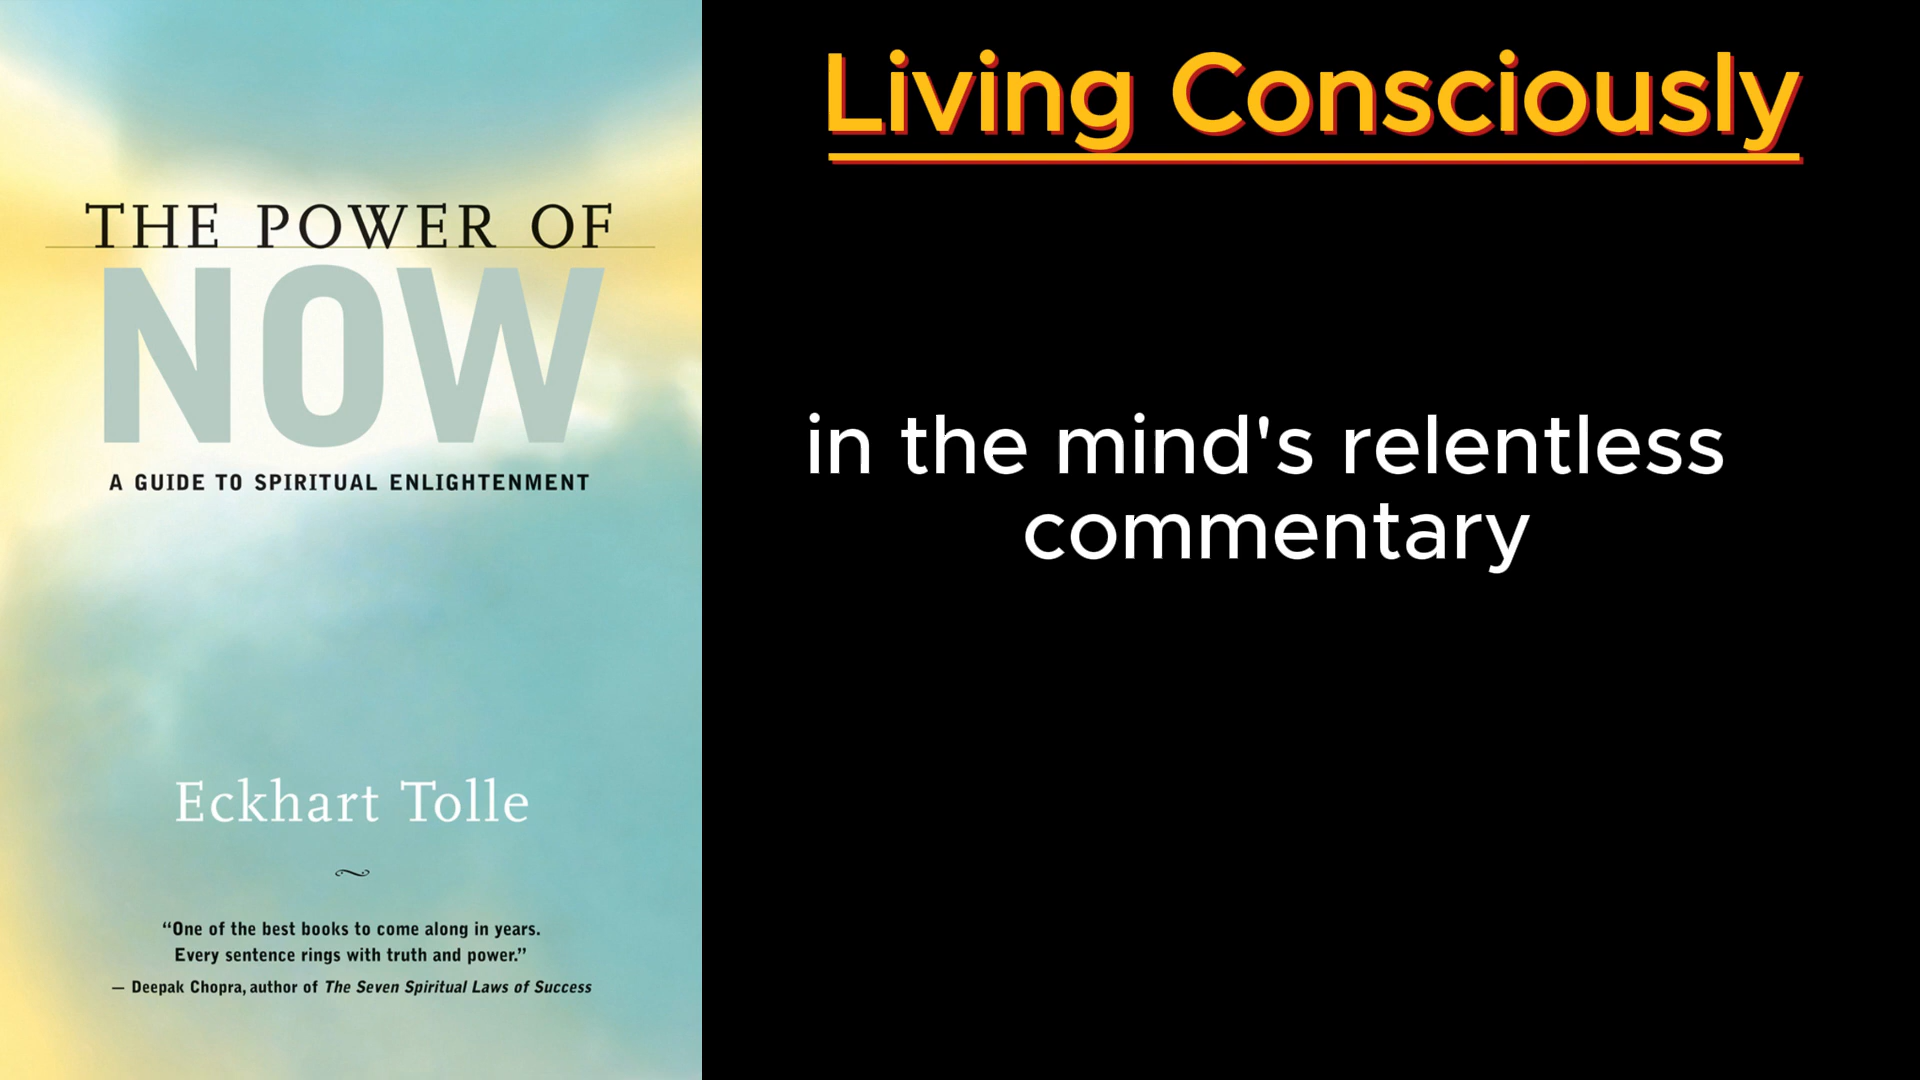 THE POWER OF
NOW
A GUIDE TO SPIRITUAL ENLIGHTENMENT
Eckhart Tolle
“One of the best books to come along in years.
Every sentence rings with truth and power.”
— Deepak Chopra, author of The Seven Spiritual Laws of Success
Living Consciously
in the mind's relentless
commentary